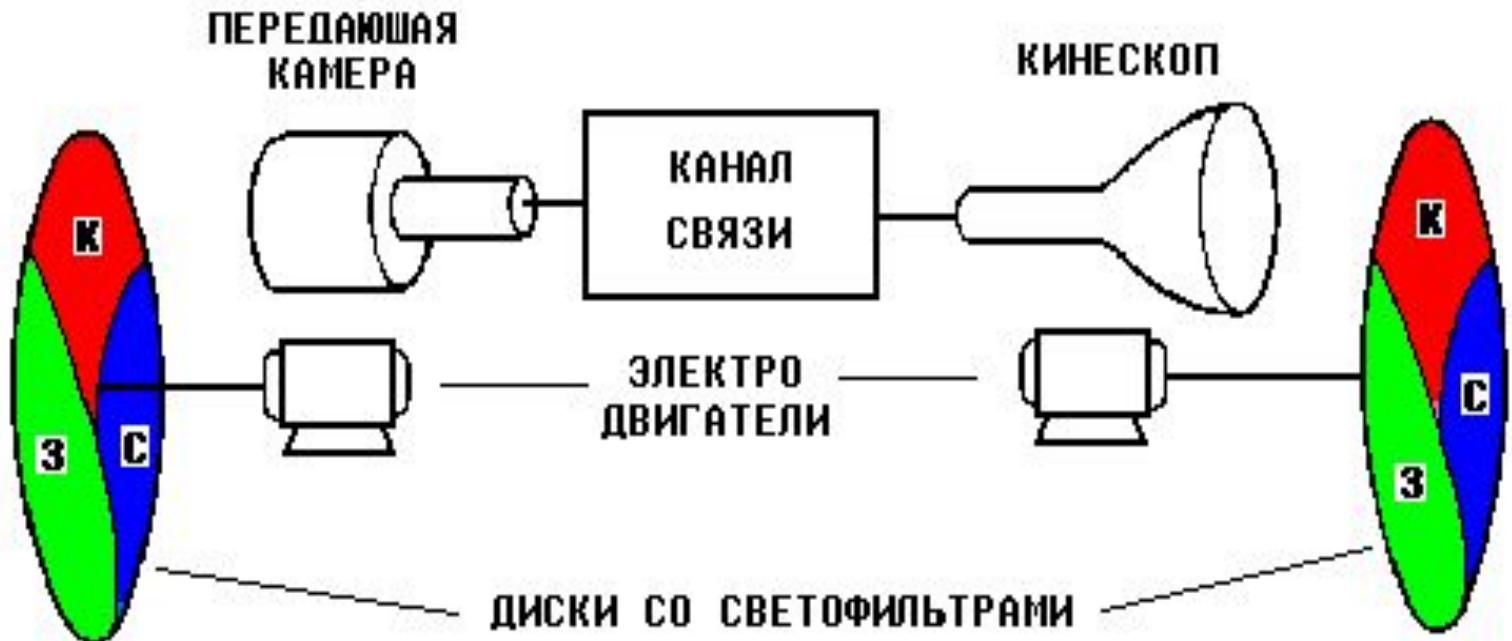 ПЕРЕДАЮШАЯ
КАМЕРА
КИНЕСКОП
КАНАЛ
СВЯЗИ
К
З
С
ЭЛЕКТРО
ДВИГАТЕЛИ
К
С
З
ДИСКИ СО СВЕТОФИЛЬТРАМИ